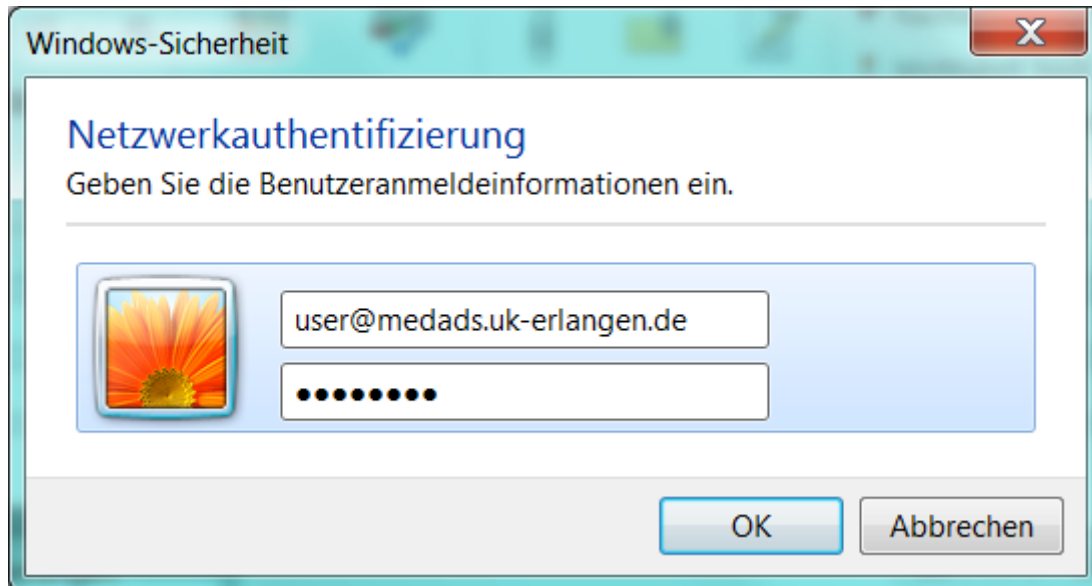 Windows-Sicherheit
Netzwerkauthentifizierung
Geben Sie die Benutzeranmeldeinformationen ein.
user@medads.uk-erlangen.de
••••••••
OK
Abbrechen